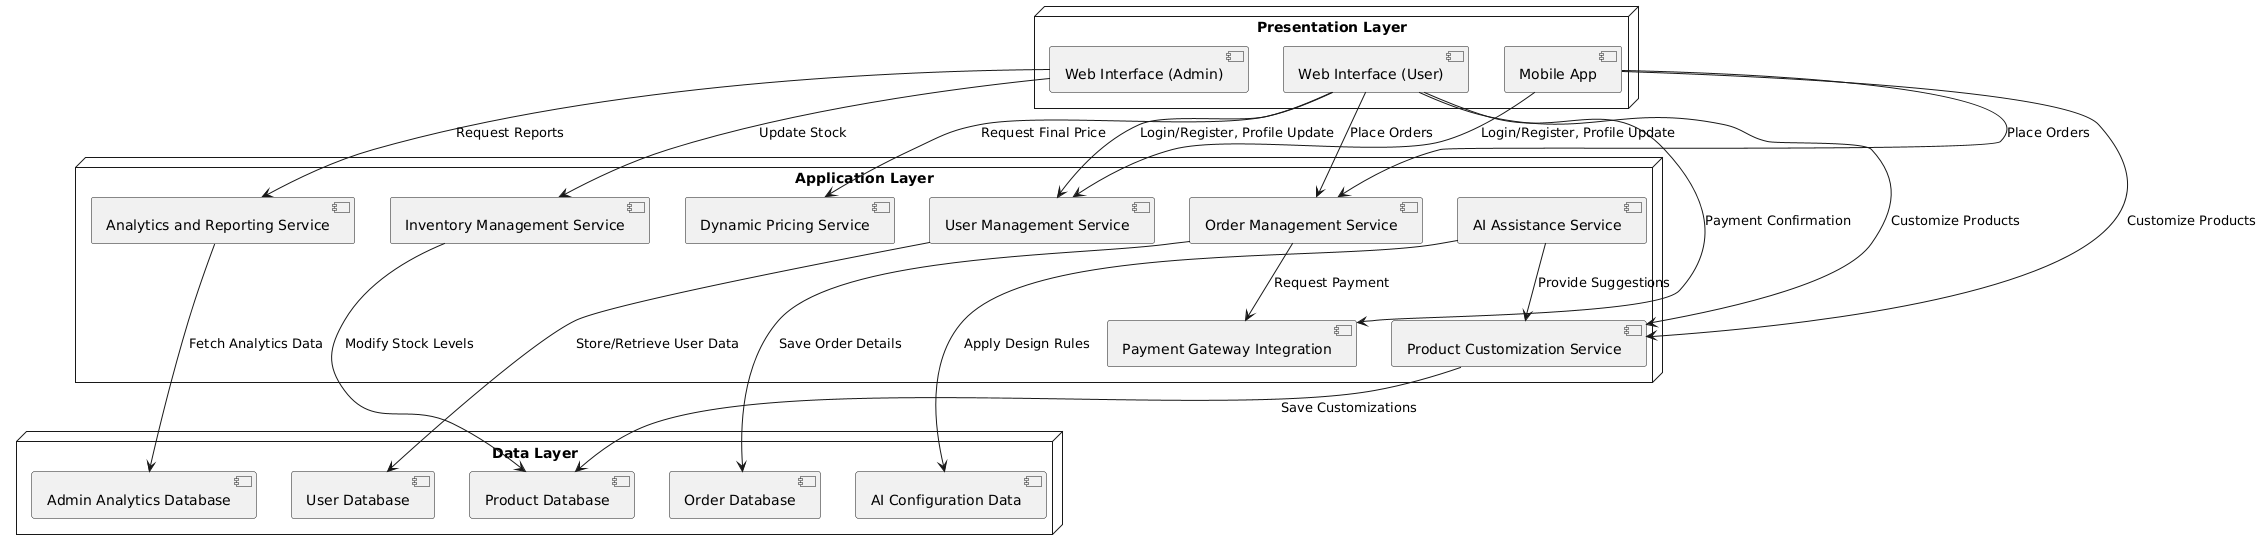 Presentation Layer
Web Interface (Admin)
Web Interface (User)
Mobile App
Request Reports
Update Stock
Request Final Price
Login/Register, Profile Update
Place Orders
Login/Register, Profile Update
Place Orders
Application Layer
Analytics and Reporting Service
Inventory Management Service
Dynamic Pricing Service
User Management Service
Order Management Service
AI Assistance Service
Payment Confirmation
Customize Products
Customize Products
Request Payment
Provide Suggestions
Fetch Analytics Data
Modify Stock Levels
Store/Retrieve User Data
Save Order Details
Apply Design Rules
Payment Gateway Integration
Product Customization Service
Save Customizations
Data Layer
Admin Analytics Database
User Database
Product Database
Order Database
AI Configuration Data